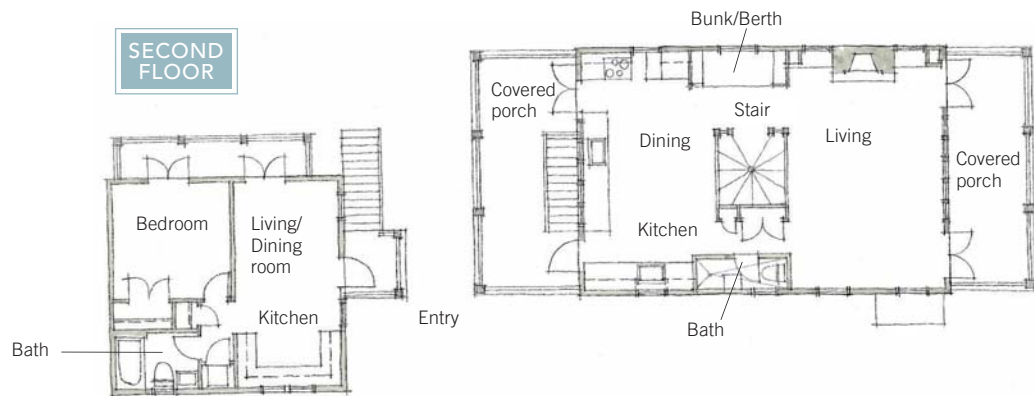 SECOND
FLOOR
Bedroom
Living/
Dining
room
Kitchen
Entry
Bath
Bunk/Berth
Covered
porch
Stair
Dining
Living
Covered
porch
Kitchen
Bath